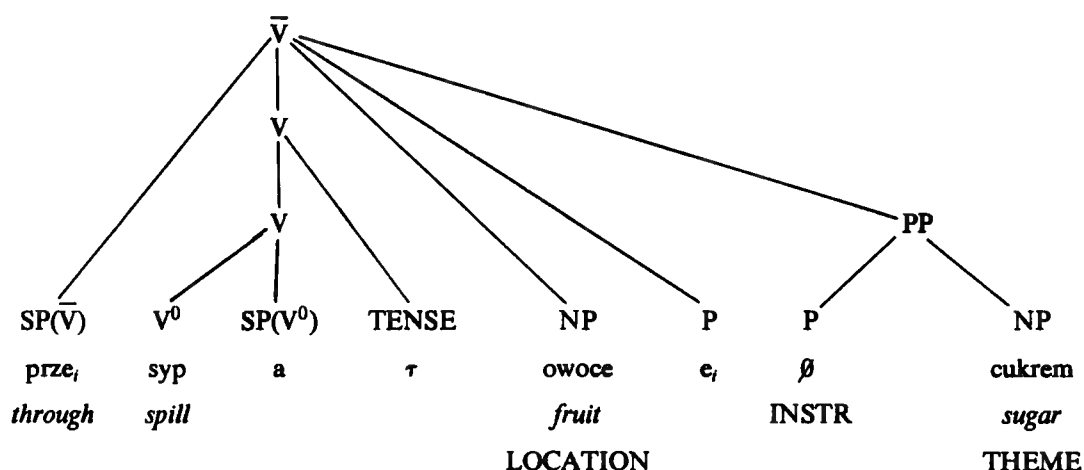 V̅
V
V
PP
SP(V̅) V⁰ SP(V⁰) TENSE NP P P NP
przeᵢ syp a τ owoce eᵢ ∅ cukrem
through spill fruit INSTR sugar
LOCATION THEME